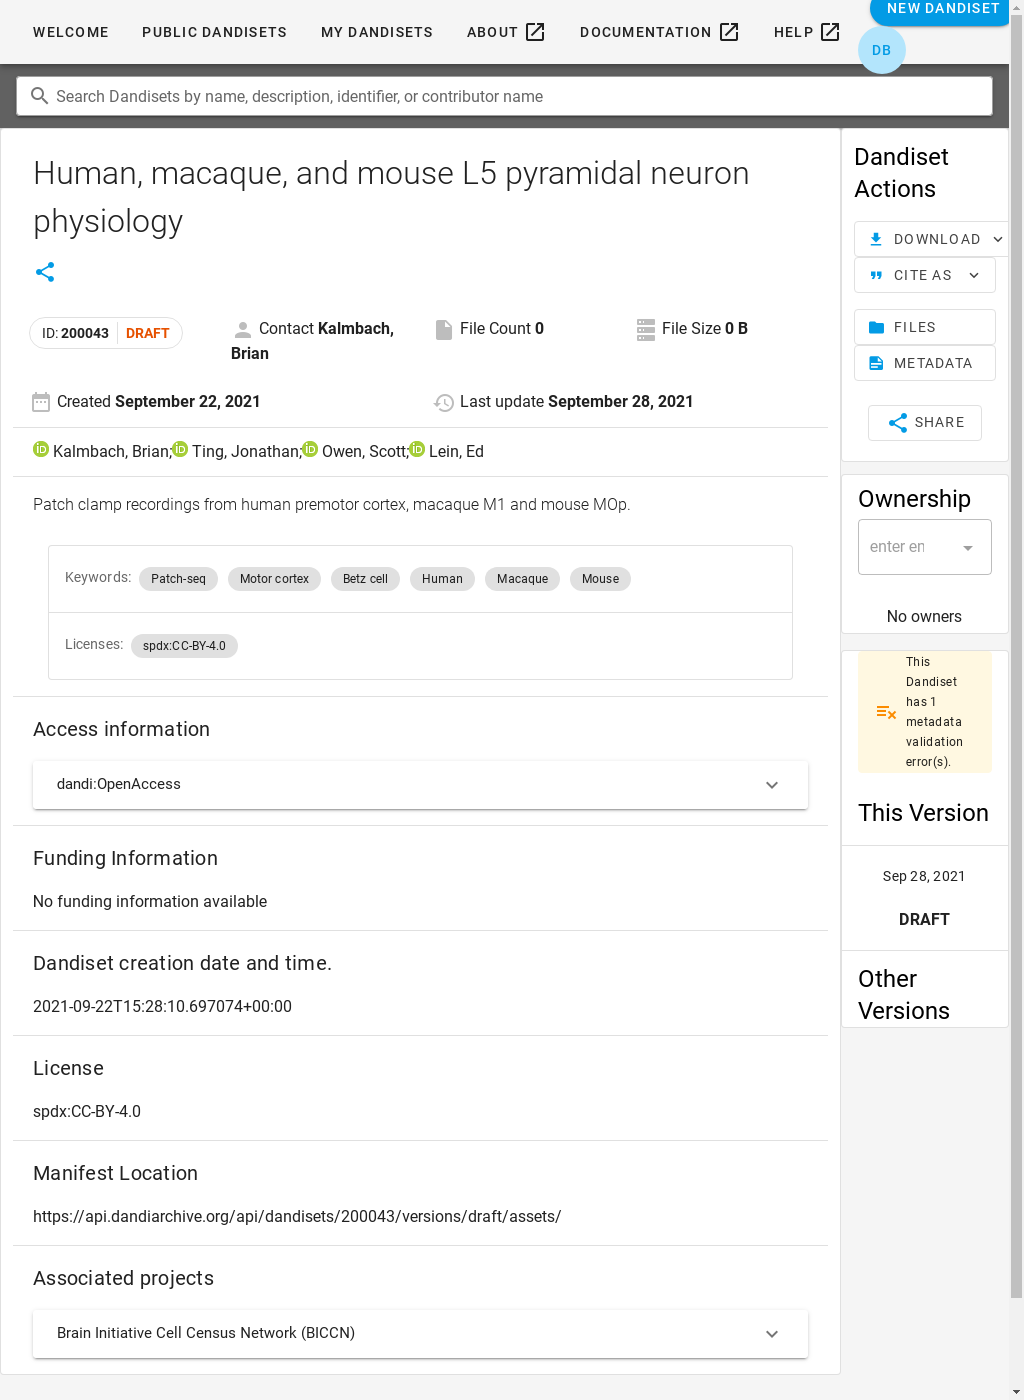 WELCOME PUBLIC DANDISETS MY DANDISETS ABOUT DOCUMENTATION HELP NEW DANDISET
DB
Search Dandisets by name, description, identifier, or contributor name
Human, macaque, and mouse L5 pyramidal neuron
physiology
ID: 200043 DRAFT
Contact Kalmbach,
Brian
File Count 0
File Size 0 B
Created September 22, 2021
Last update September 28, 2021
iD Kalmbach, Brian; iD Ting, Jonathan; iD Owen, Scott; iD Lein, Ed
Patch clamp recordings from human premotor cortex, macaque M1 and mouse MOp.
Keywords: Patch-seq Motor cortex Betz cell Human Macaque Mouse
Licenses: spdx:CC-BY-4.0
Access information
dandi:OpenAccess
Funding Information
No funding information available
Dandiset creation date and time.
2021-09-22T15:28:10.697074+00:00
License
spdx:CC-BY-4.0
Manifest Location
https://api.dandiarchive.org/api/dandisets/200043/versions/draft/assets/
Associated projects
Brain Initiative Cell Census Network (BICCN)
Dandiset
Actions
DOWNLOAD
CITE AS
FILES
METADATA
SHARE
Ownership
enter en
No owners
This
Dandiset
has 1
metadata
validation
error(s).
This Version
Sep 28, 2021
DRAFT
Other
Versions